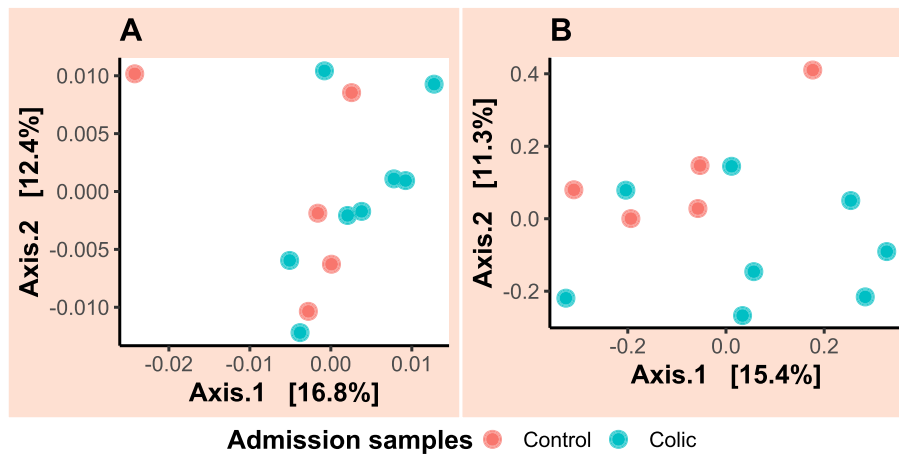 A
0.010
0.005
0.000
-0.005
-0.010
Axis.2 [12.4%]
-0.02 -0.01 0.00 0.01
Axis.1 [16.8%]
B
0.4
0.2
0.0
-0.2
Axis.2 [11.3%]
-0.2 0.0 0.2
Axis.1 [15.4%]
Admission samples Control Colic